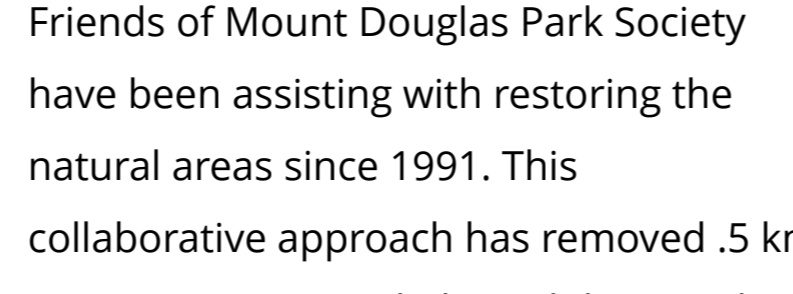 Friends of Mount Douglas Park Society
have been assisting with restoring the
natural areas since 1991. This
collaborative approach has removed .5